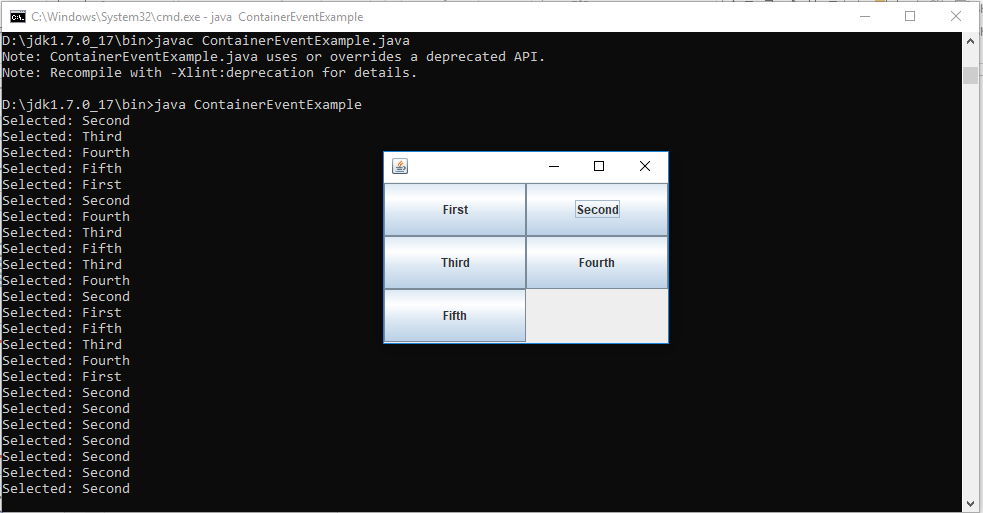 C:\Windows\System32\cmd.exe - java  ContainerEventExample
D:\jdk1.7.0_17\bin>javac ContainerEventExample.java
Note: ContainerEventExample.java uses or overrides a deprecated API.
Note: Recompile with -Xlint:deprecation for details.
D:\jdk1.7.0_17\bin>java ContainerEventExample
Selected: Second
Selected: Third
Selected: Fourth
Selected: Fifth
Selected: First
Selected: Second
Selected: Fourth
Selected: Third
Selected: Fifth
Selected: Third
Selected: Fourth
Selected: Second
Selected: First
Selected: Fifth
Selected: Third
Selected: Fourth
Selected: First
Selected: Second
Selected: Second
Selected: Second
Selected: Second
Selected: Second
Selected: Second
Selected: Second
First Second
Third Fourth
Fifth